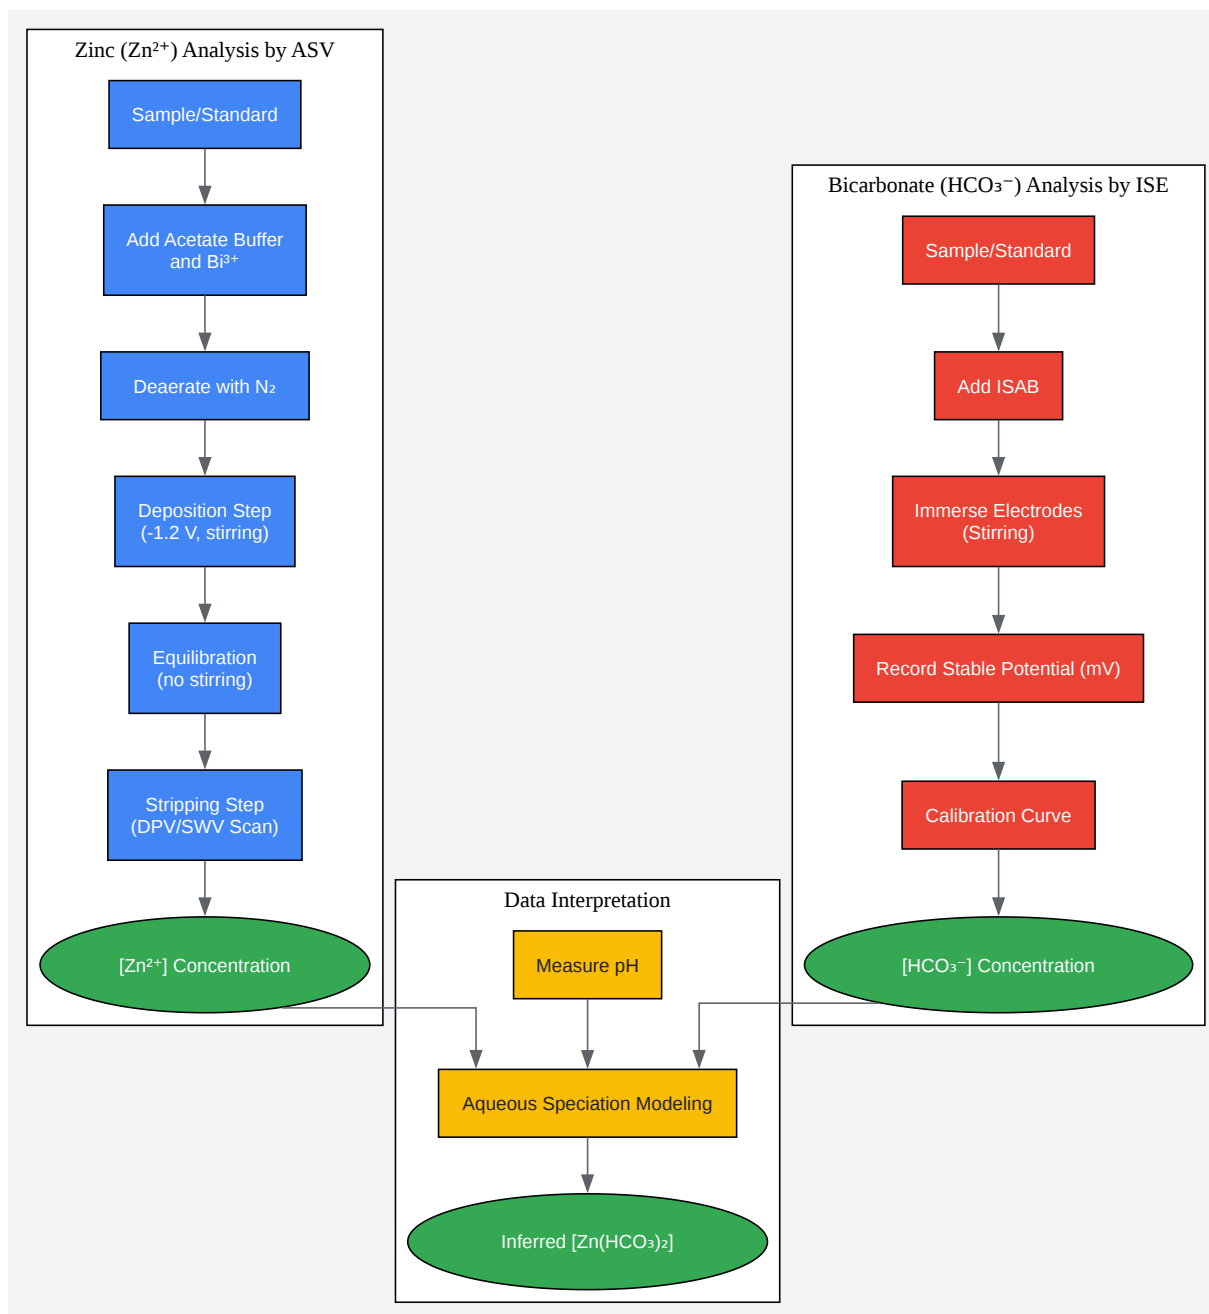 Zinc (Zn²⁺) Analysis by ASV
Sample/Standard
Add Acetate Buffer
and Bi³⁺
Deaerate with N₂
Deposition Step
(-1.2 V, stirring)
Equilibration
(no stirring)
Stripping Step
(DPV/SWV Scan)
[Zn²⁺] Concentration
Bicarbonate (HCO₃⁻) Analysis by ISE
Sample/Standard
Add ISAB
Immerse Electrodes
(Stirring)
Record Stable Potential (mV)
Calibration Curve
[HCO₃⁻] Concentration
Data Interpretation
Measure pH
Aqueous Speciation Modeling
Inferred [Zn(HCO₃)₂]